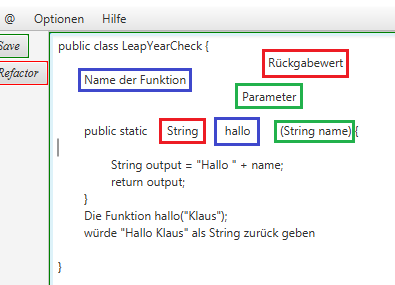 @ Optionen Hilfe
Save
Refactor
public class LeapYearCheck {
Rückgabewert
Name der Funktion
Parameter
public static String hallo (String name) {
String output = "Hallo " + name;
return output;
}
Die Funktion hallo("Klaus");
würde "Hallo Klaus" als String zurück geben
}